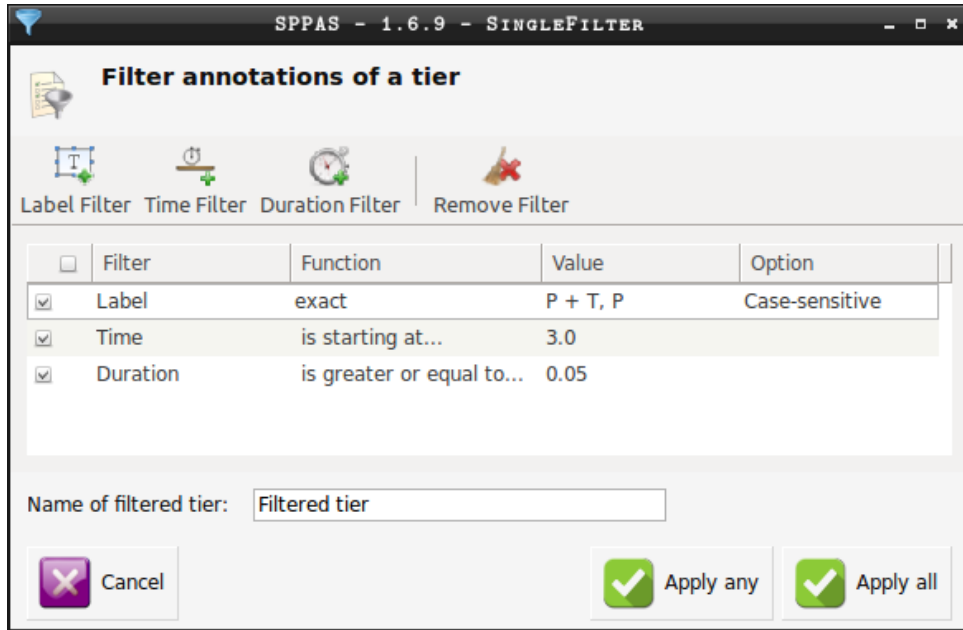 SPPAS - 1.6.9 - SingleFilter
Filter annotations of a tier
T
Label Filter Time Filter Duration Filter Remove Filter
Filter Function Value Option
Label exact P + T, P Case-sensitive
Time is starting at... 3.0
Duration is greater or equal to... 0.05
Name of filtered tier: Filtered tier
Cancel Apply any Apply all